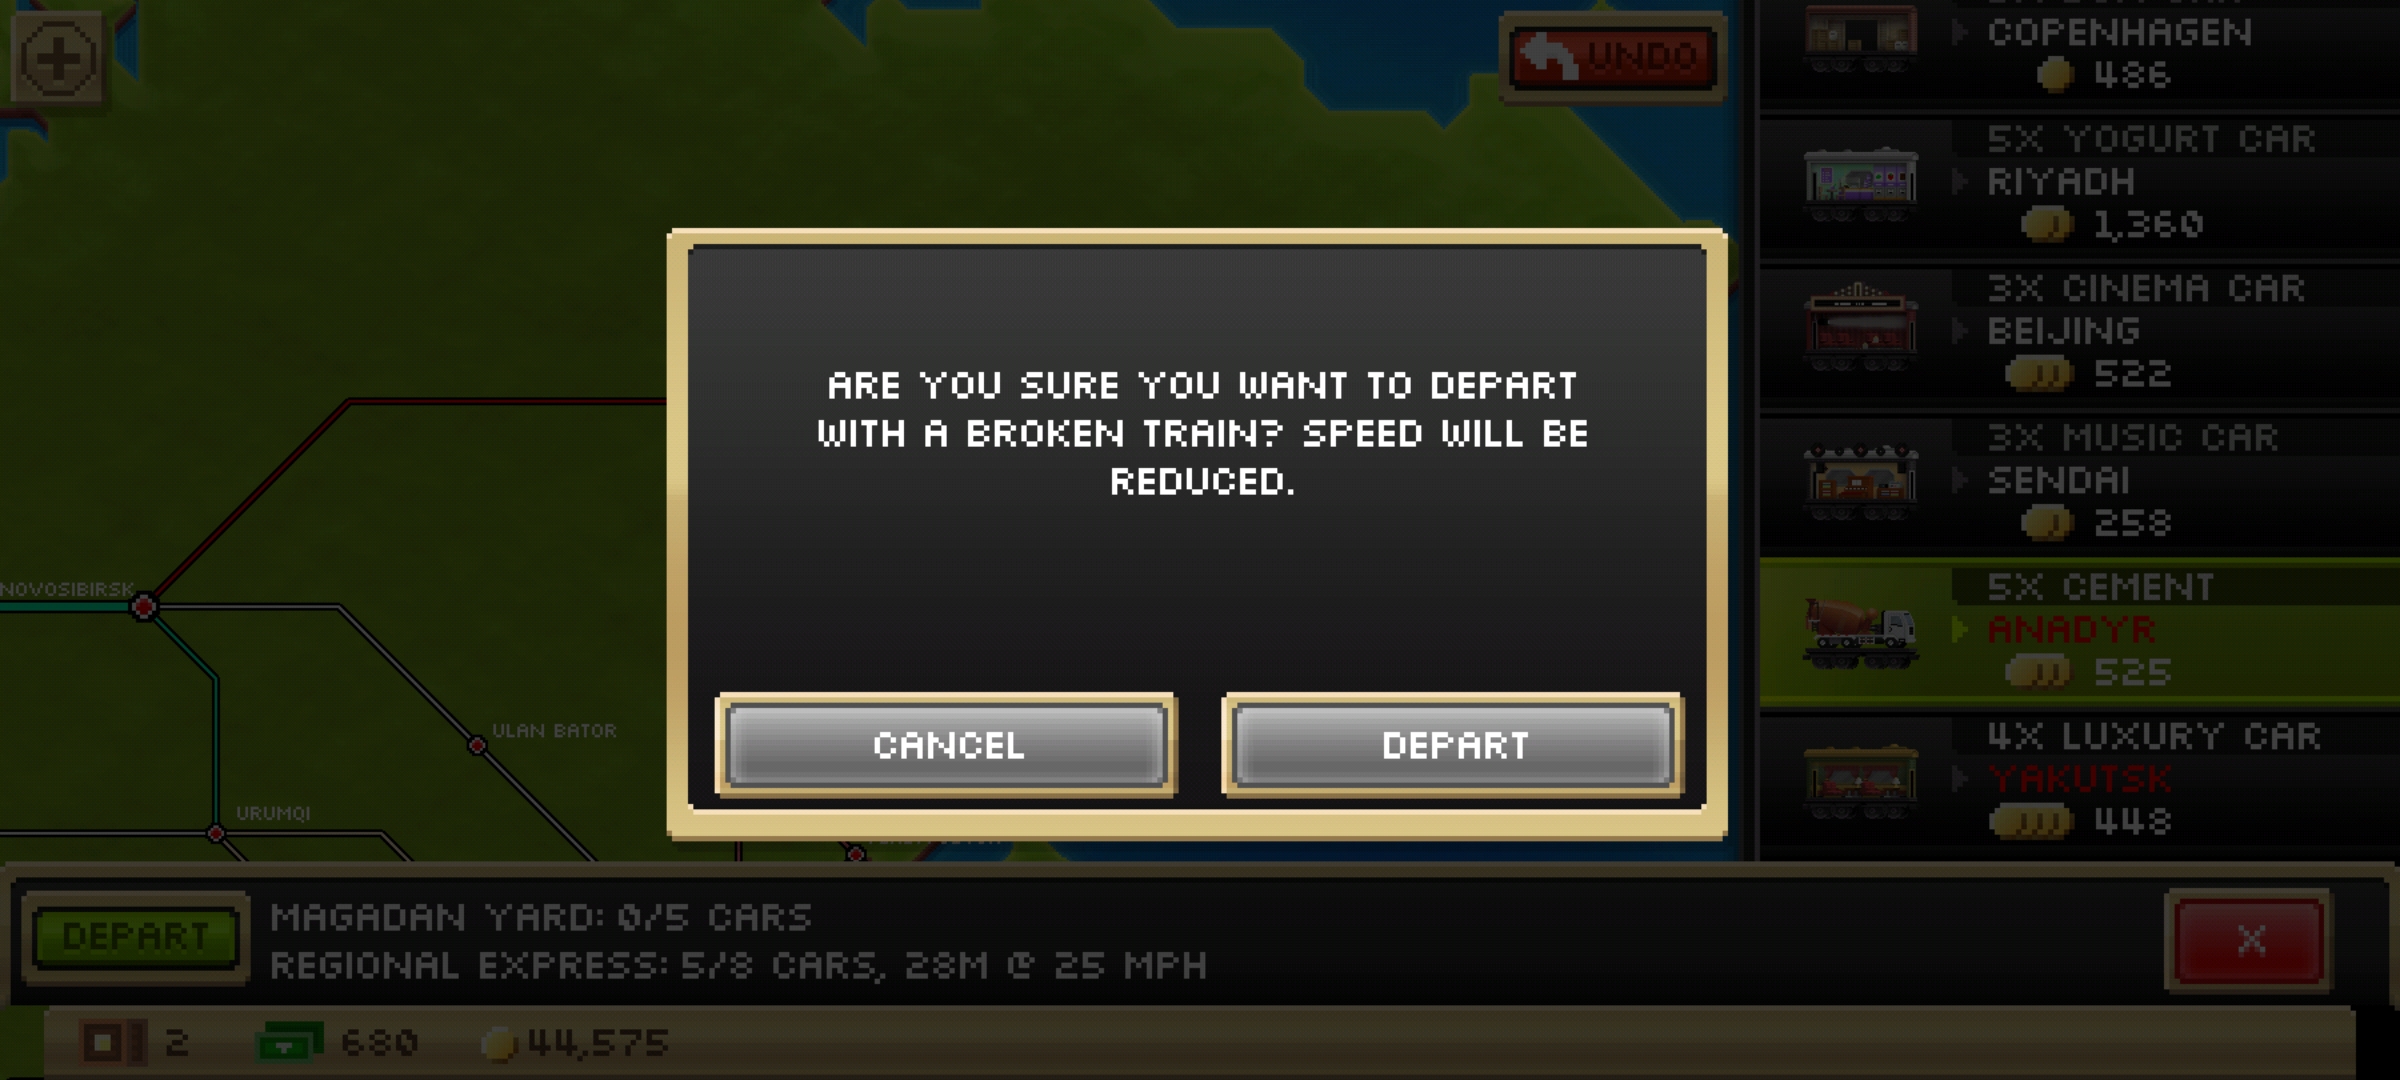 UNDO
COPENHAGEN
486
5X YOGURT CAR
RIYADH
1,360
3X CINEMA CAR
BEIJING
522
3X MUSIC CAR
SENDAI
258
5X CEMENT
ANADYR
525
4X LUXURY CAR
YAKUTSK
448
ARE YOU SURE YOU WANT TO DEPART
WITH A BROKEN TRAIN? SPEED WILL BE
REDUCED.
CANCEL
DEPART
NOVOSIBIRSK
ULAN BATOR
URUMQI
DEPART
MAGADAN YARD: 0/5 CARS
REGIONAL EXPRESS: 5/8 CARS, 28M @ 25 MPH
X
2
680
44,575